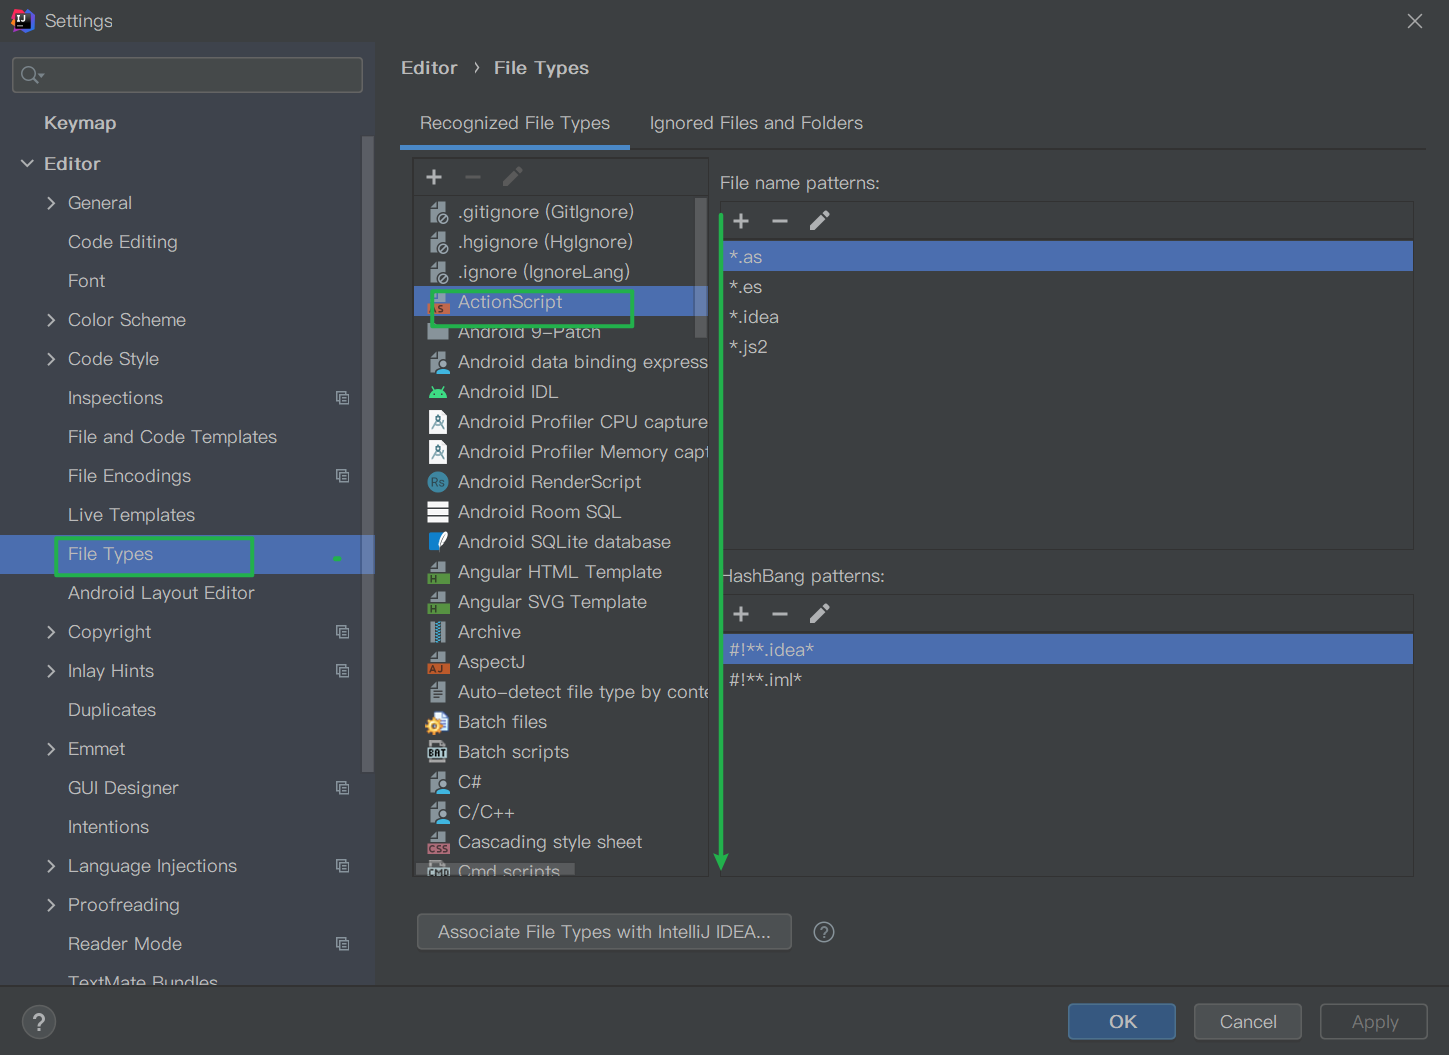 Settings
Keymap
Editor
General
Code Editing
Font
Color Scheme
Code Style
Inspections
File and Code Templates
File Encodings
Live Templates
File Types
Android Layout Editor
Copyright
Inlay Hints
Duplicates
Emmet
GUI Designer
Intentions
Language Injections
Proofreading
Reader Mode
TextMate Bundles
Editor › File Types
Recognized File Types
Ignored Files and Folders
.gitignore (GitIgnore)
.hgignore (HgIgnore)
.ignore (IgnoreLang)
ActionScript
Android 9-Patch
Android data binding express
Android IDL
Android Profiler CPU capture
Android Profiler Memory capt
Android RenderScript
Android Room SQL
Android SQLite database
Angular HTML Template
Angular SVG Template
Archive
AspectJ
Auto-detect file type by conte
Batch files
Batch scripts
C#
C/C++
Cascading style sheet
Cmd scripts
File name patterns:
*.as
*.es
*.idea
*.js2
HashBang patterns:
#!**.idea*
#!**.iml*
Associate File Types with IntelliJ IDEA...
?
?
OK
Cancel
Apply